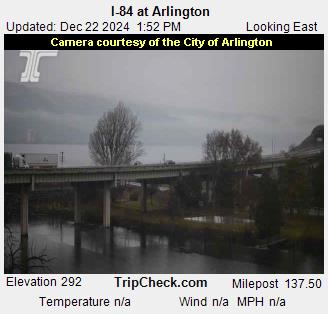 I-84 at Arlington
Updated: Dec 22 2024 1:52 PM Looking East
Camera courtesy of the City of Arlington
Elevation 292 TripCheck.com Milepost 137.50
Temperature n/a Wind n/a MPH n/a